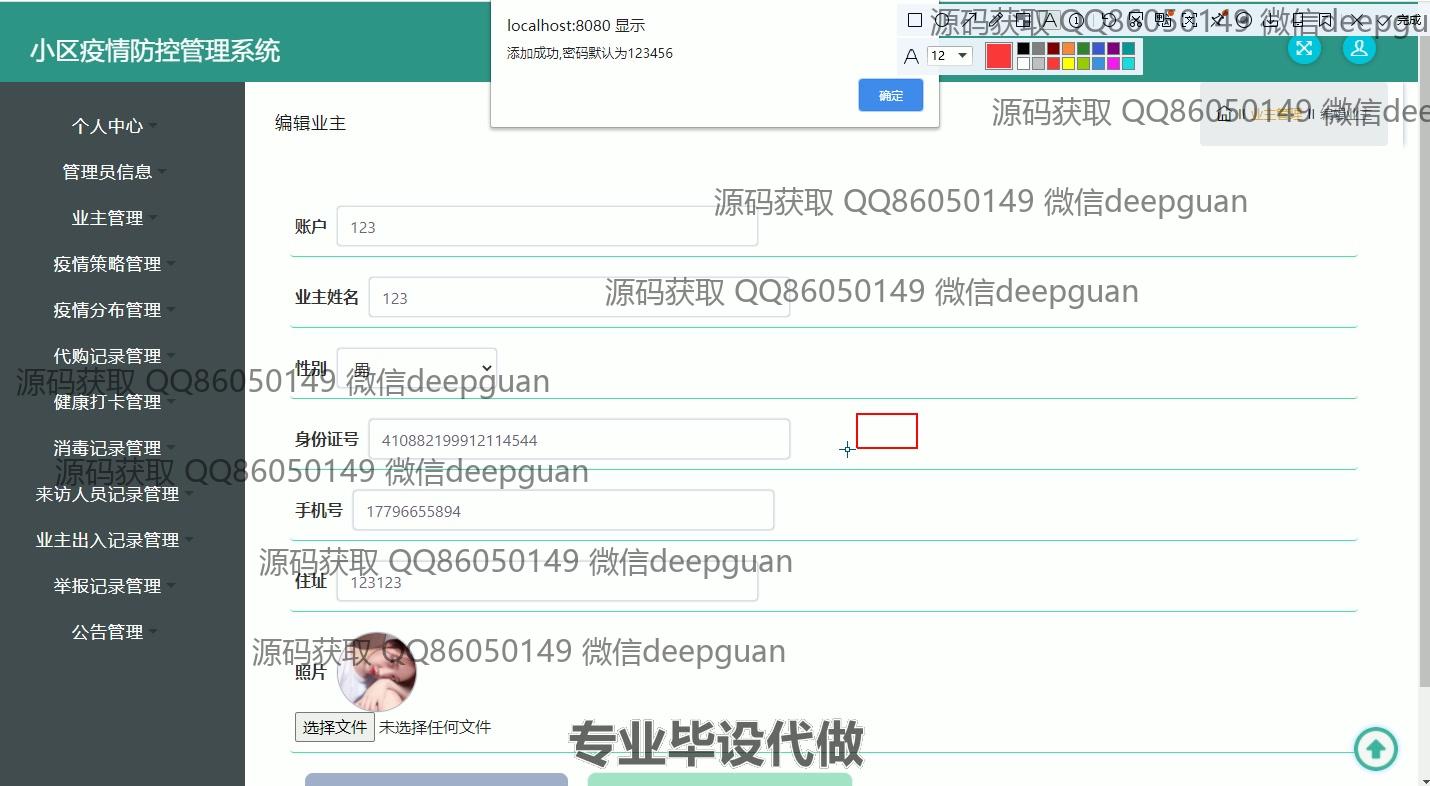 localhost:8080 显示
添加成功,密码默认为123456
确定
完成
12
小区疫情防控管理系统
源码获取 QQ86050149 微信deepgu
个人中心
管理员信息
业主管理
疫情策略管理
疫情分布管理
代购记录管理
健康打卡管理
消毒记录管理
来访人员记录管理
业主出入记录管理
举报记录管理
公告管理
编辑业主
业主管理
编辑业主
源码获取 QQ86050149 微信dee
账户 123
源码获取 QQ86050149 微信deepguan
业主姓名 123
源码获取 QQ86050149 微信deepguan
性别 男
源码获取 QQ86050149 微信deepguan
身份证号 410882199912114544
源码获取 QQ86050149 微信deepguan
手机号 17796655894
源码获取 QQ86050149 微信deepguan
住址 123123
源码获取 QQ86050149 微信deepguan
照片
选择文件 未选择任何文件
专业毕设代做